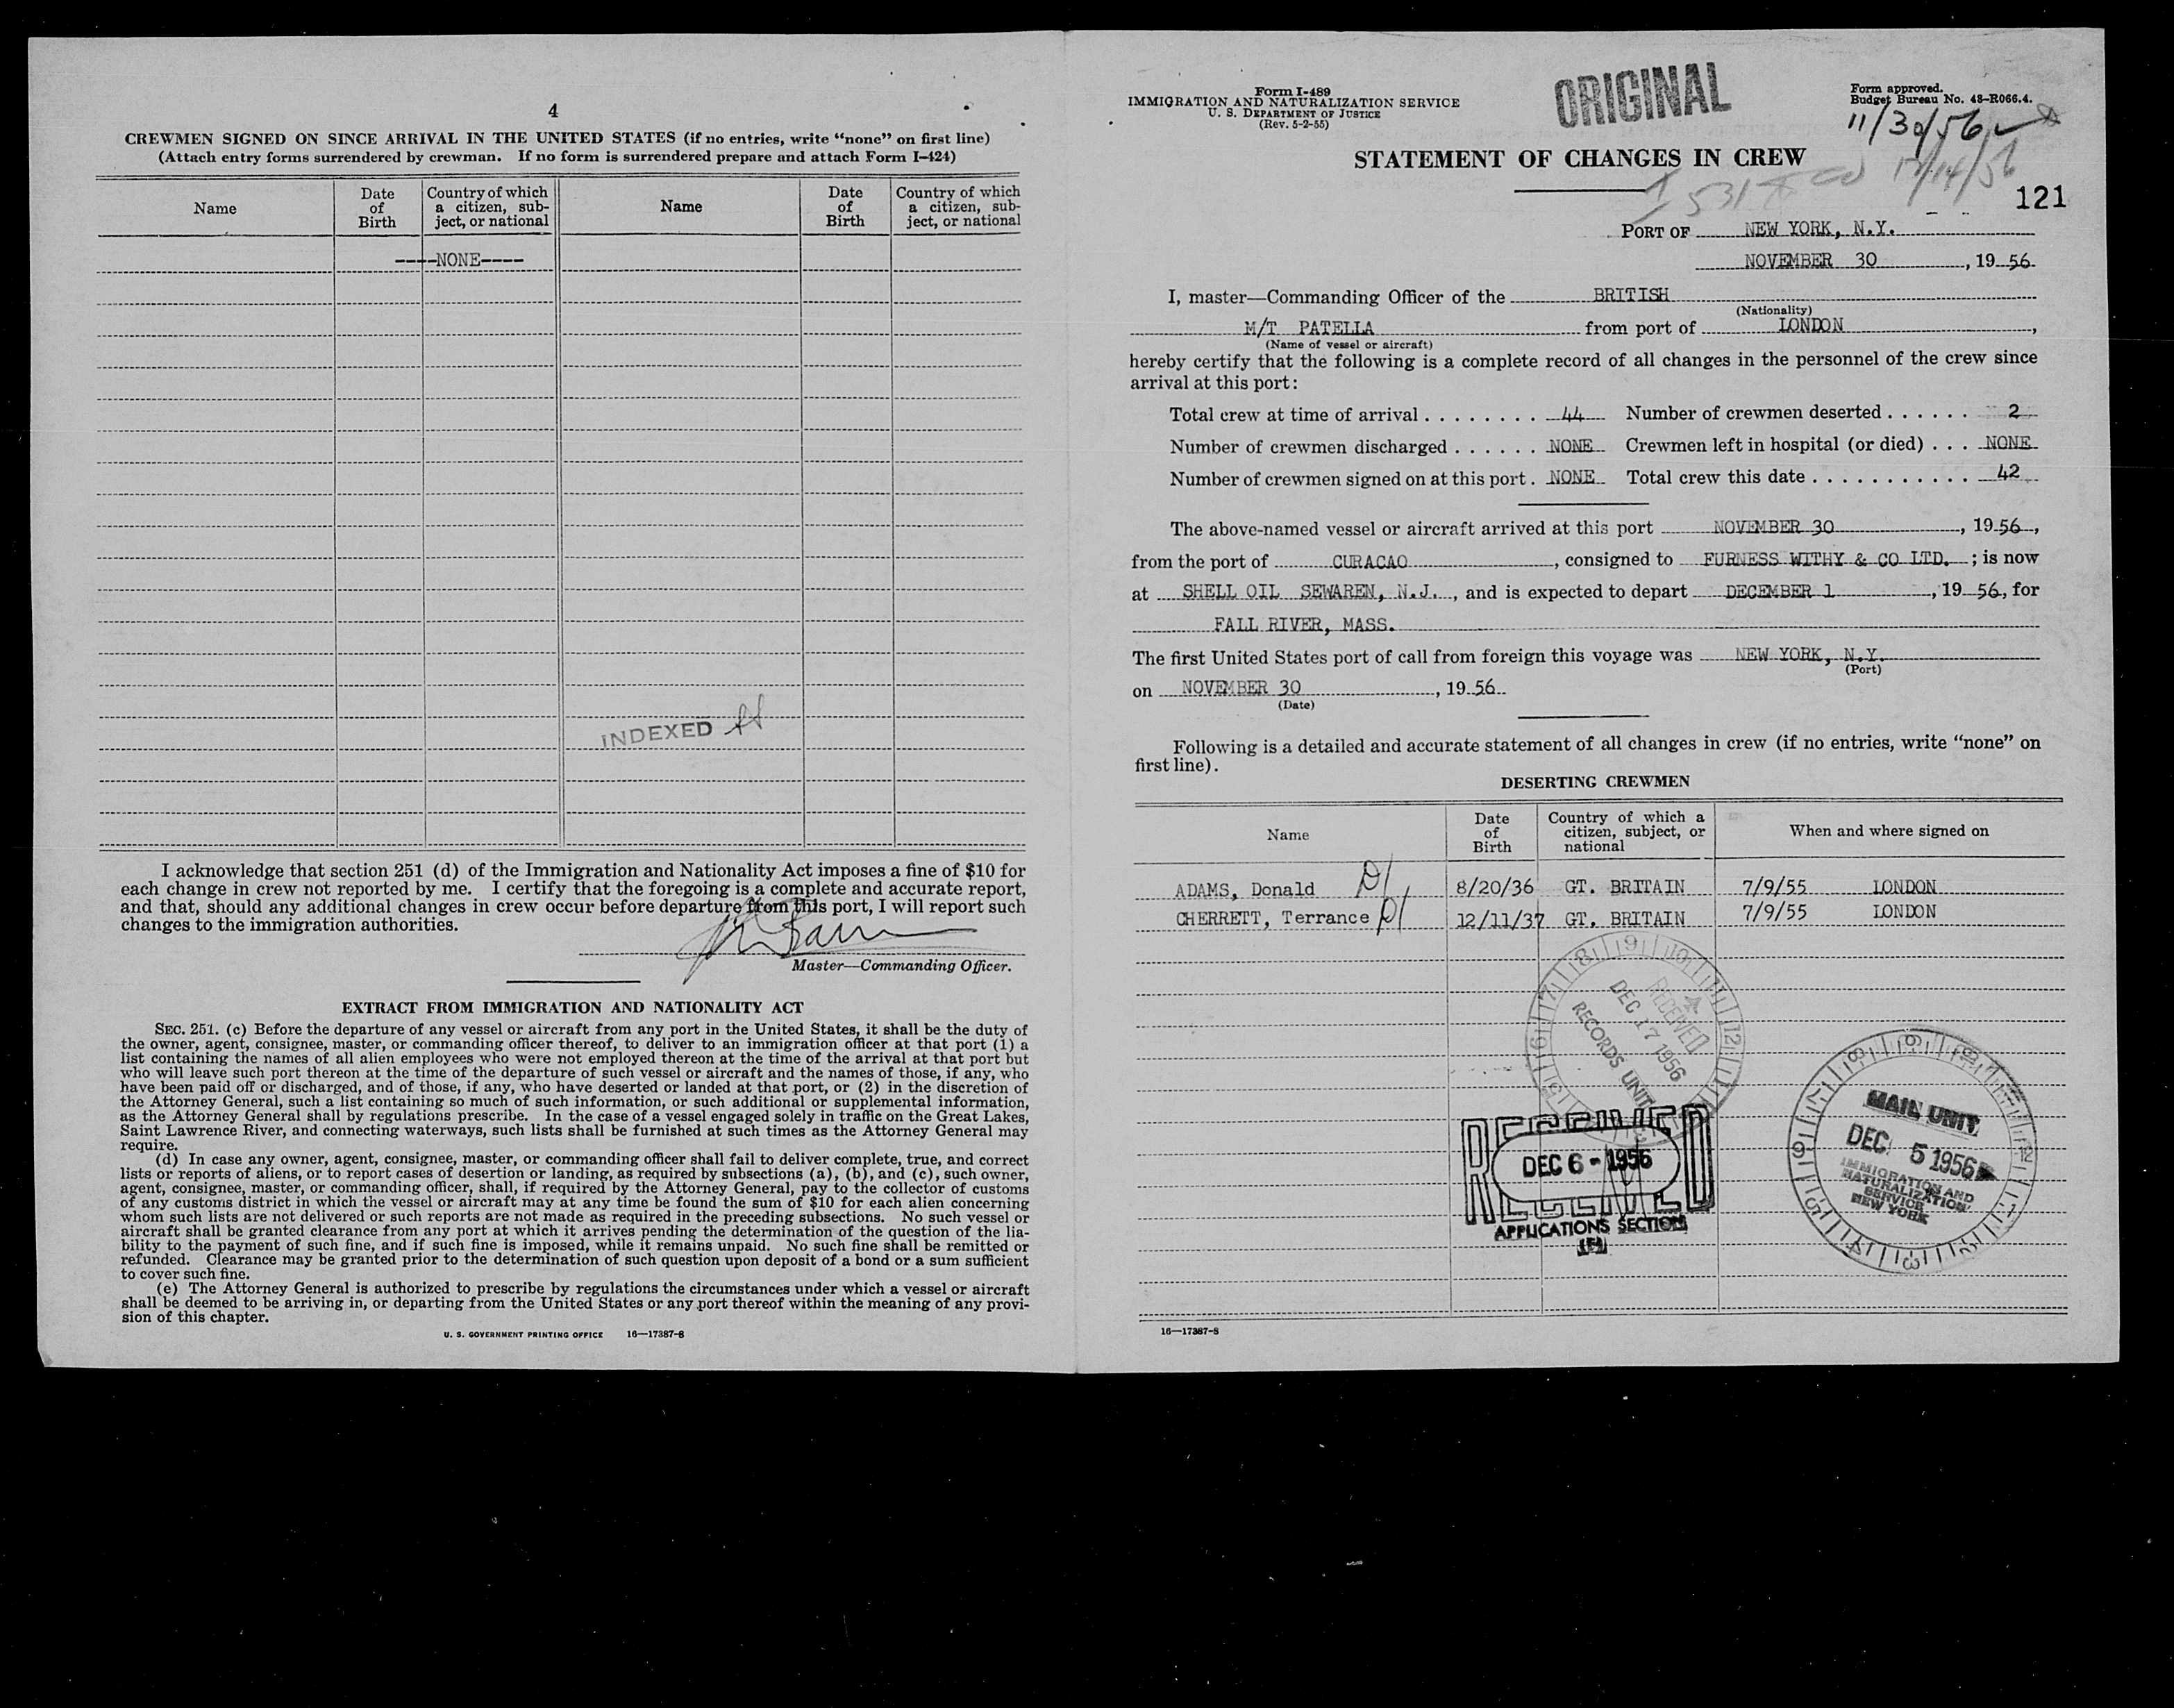 4
CREWMEN SIGNED ON SINCE ARRIVAL IN THE UNITED STATES (if no entries, write "none" on first line)
(Attach entry forms surrendered by crewman. If no form is surrendered prepare and attach Form I-424)
Name
Date of Birth
Country of which a citizen, subject, or national
Name
Date of Birth
Country of which a citizen, subject, or national
----NONE----
INDEXED
I acknowledge that section 251 (d) of the Immigration and Nationality Act imposes a fine of $10 for
each change in crew not reported by me. I certify that the foregoing is a complete and accurate report,
and that, should any additional changes in crew occur before departure from this port, I will report such
changes to the immigration authorities.
Master—Commanding Officer.
EXTRACT FROM IMMIGRATION AND NATIONALITY ACT
SEC. 251. (c) Before the departure of any vessel or aircraft from any port in the United States, it shall be the duty of
the owner, agent, consignee, master, or commanding officer thereof, to deliver to an immigration officer at that port (1) a
list containing the names of all alien employees who were not employed thereon at the time of the arrival at that port but
who will leave such port thereon at the time of the departure of such vessel or aircraft and the names of those, if any, who
have been paid off or discharged, and of those, if any, who have deserted or landed at that port, or (2) in the discretion of
the Attorney General, such a list containing so much of such information, or such additional or supplemental information,
as the Attorney General shall by regulations prescribe. In the case of a vessel engaged solely in traffic on the Great Lakes,
Saint Lawrence River, and connecting waterways, such lists shall be furnished at such times as the Attorney General may
require.
(d) In case any owner, agent, consignee, master, or commanding officer shall fail to deliver complete, true, and correct
lists or reports of aliens, or to report cases of desertion or landing, as required by subsections (a), (b), and (c), such owner,
agent, consignee, master, or commanding officer, shall, if required by the Attorney General, pay to the collector of customs
of any customs district in which the vessel or aircraft may at any time be found the sum of $10 for each alien concerning
whom such lists are not delivered or such reports are not made as required in the preceding subsections. No such vessel or
aircraft shall be granted clearance from any port at which it arrives pending the determination of the question of the lia-
bility to the payment of such fine, and if such fine is imposed, while it remains unpaid. No such fine shall be remitted or
refunded. Clearance may be granted prior to the determination of such question upon deposit of a bond or a sum sufficient
to cover such fine.
(e) The Attorney General is authorized to prescribe by regulations the circumstances under which a vessel or aircraft
shall be deemed to be arriving in, or departing from the United States or any port thereof within the meaning of any provi-
sion of this chapter.
U. S. GOVERNMENT PRINTING OFFICE 16—17387-8
Form I-489
IMMIGRATION AND NATURALIZATION SERVICE
U. S. DEPARTMENT OF JUSTICE
(Rev. 5-2-55)
ORIGINAL
Form approved.
Budget Bureau No. 43-R066.4.
11/30/56
STATEMENT OF CHANGES IN CREW
12/14/56
121
PORT OF NEW YORK, N.Y.
NOVEMBER 30, 1956
I, master—Commanding Officer of the BRITISH
(Nationality)
M/T PATELLA from port of LONDON,
(Name of vessel or aircraft)
hereby certify that the following is a complete record of all changes in the personnel of the crew since
arrival at this port:
Total crew at time of arrival . . . . . . . . 44 Number of crewmen deserted . . . . . . 2
Number of crewmen discharged . . . . . . NONE Crewmen left in hospital (or died) . . . NONE
Number of crewmen signed on at this port . NONE Total crew this date . . . . . . . . . . . 42
The above-named vessel or aircraft arrived at this port NOVEMBER 30, 1956,
from the port of CURACAO, consigned to FURNESS WITHY & CO LTD. ; is now
at SHELL OIL SEWAREN, N.J., and is expected to depart DECEMBER 1, 1956, for
FALL RIVER, MASS.
The first United States port of call from foreign this voyage was NEW YORK, N.Y.
(Port)
on NOVEMBER 30, 1956
(Date)
Following is a detailed and accurate statement of all changes in crew (if no entries, write "none" on
first line).
DESERTING CREWMEN
Name
Date of Birth
Country of which a citizen, subject, or national
When and where signed on
ADAMS, Donald 8/20/36 GT. BRITAIN 7/9/55 LONDON
CHERRETT, Terrance 12/11/37 GT. BRITAIN 7/9/55 LONDON
RECEIVED
DEC 17 1956
RECORDS UNIT
RECEIVED
DEC 6 - 1956
APPLICATIONS SECTION
MAIL UNIT
DEC 5 1956
IMMIGRATION AND
NATURALIZATION
SERVICE
NEW YORK
16—17387-8